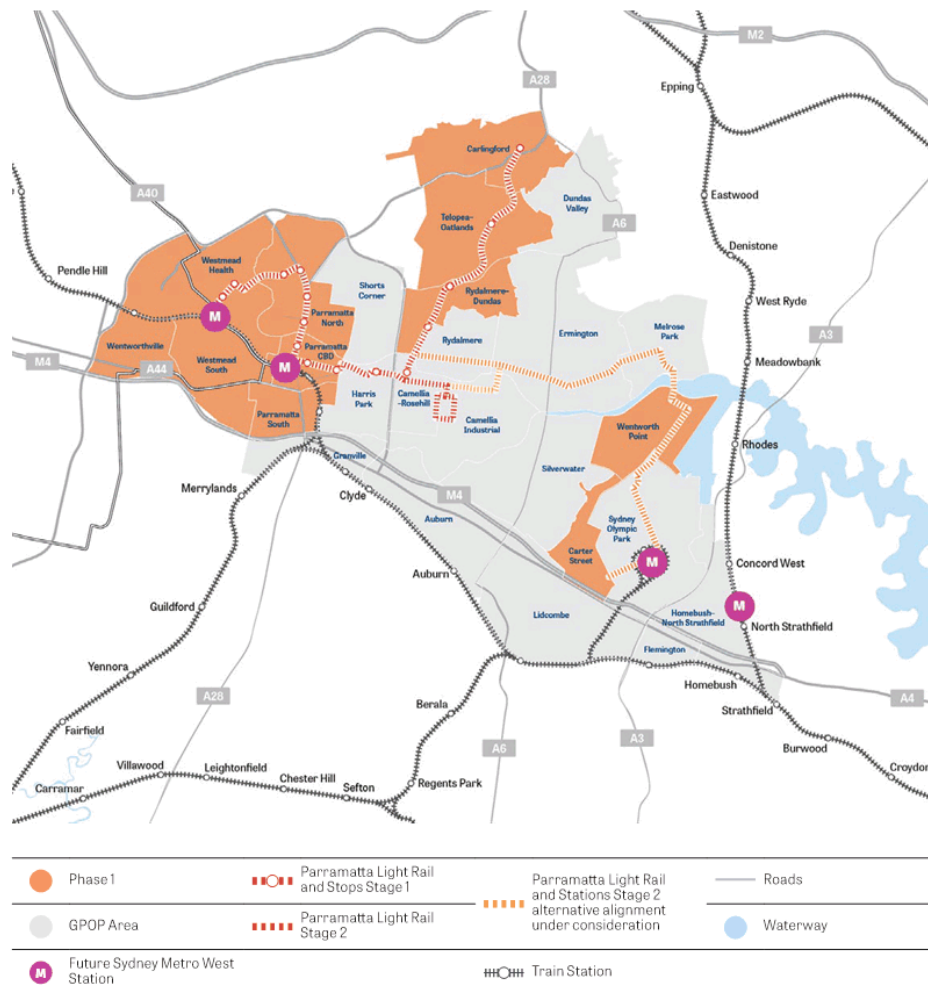 M2
A28
Epping
Carlingford
Dundas
Valley
A40
Eastwood
Telopea-
Oatlands
A6
Denistone
Westmead
Health
Pendle Hill
Shorts
Corner
Rydalmere-
Dundas
West Ryde
M
Parramatta
North
Ermington
Melrose
Park
A3
Rydalmere
Wentworthville
Parramatta
CBD
M4
A44
Westmead
South
M
Meadowbank
Harris
Park
Camellia
-Rosehill
Parramatta
South
Camellia
Industrial
Wentworth
Point
Rhodes
Granville
Silverwater
Merrylands
Clyde
M4
Auburn
Sydney
Olympic
Park
Carter
Street
M
Concord West
Auburn
Guildford
Lidcombe
Homebush-
North Strathfield
M
North Strathfield
Flemington
Yennora
A28
Homebush
Strathfield
A4
Berala
Fairfield
A6
A3
Burwood
Villawood
Leightonfield
Chester Hill
Sefton
Regents Park
Croydon
Carramar
Phase 1
Parramatta Light Rail
and Stops Stage 1
Parramatta Light Rail
and Stations Stage 2
alternative alignment
under consideration
Roads
GPOP Area
Parramatta Light Rail
Stage 2
Waterway
M
Future Sydney Metro West
Station
Train Station